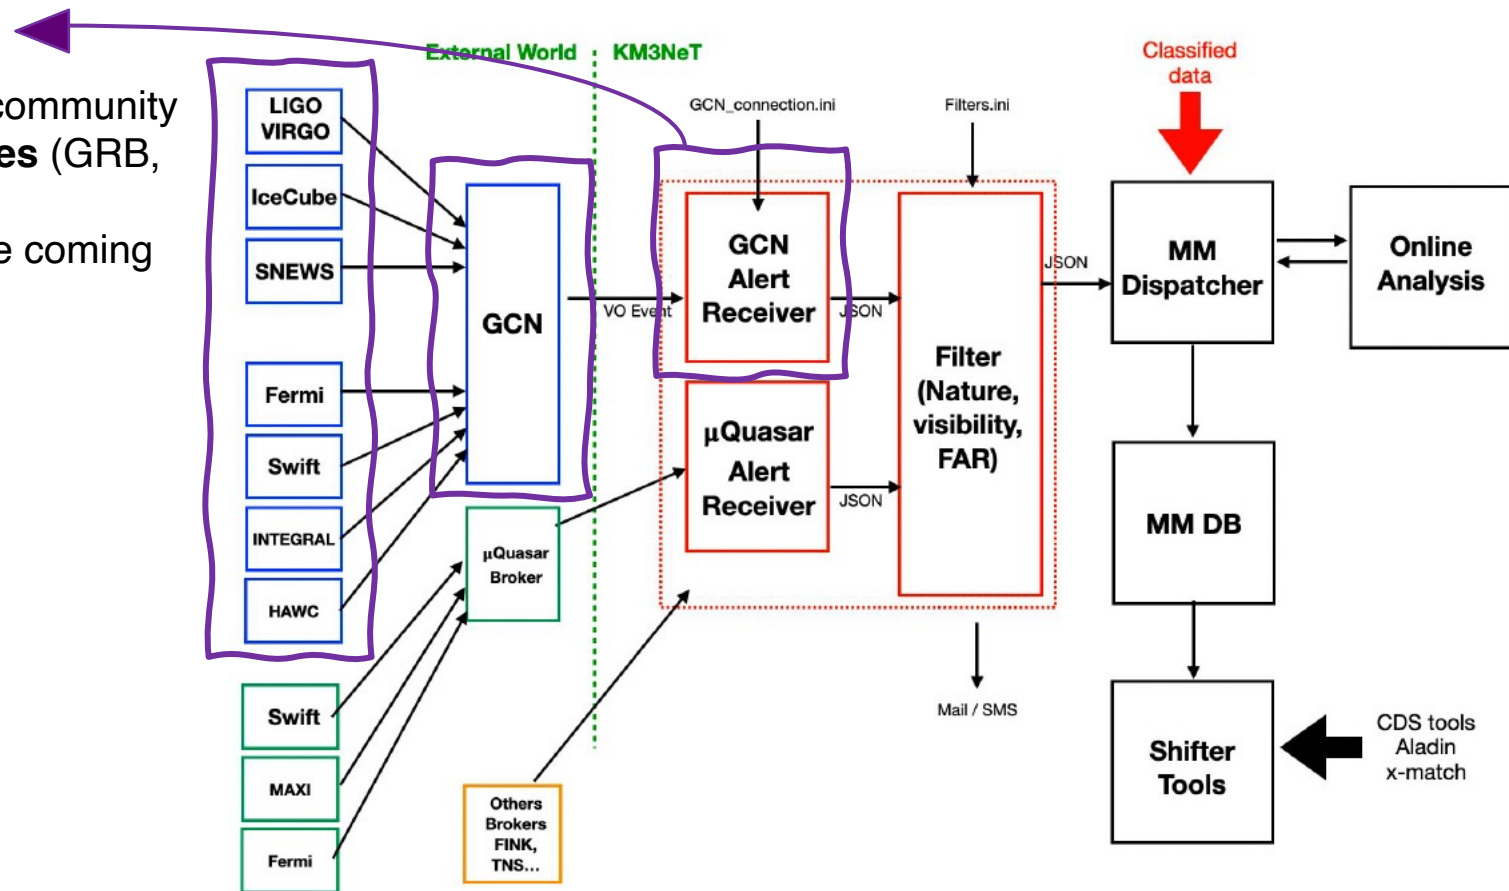 community
es (GRB,
e coming
External World
KM3NeT
LIGO
VIRGO
IceCube
SNEWS
Fermi
Swift
INTEGRAL
HAWC
Swift
MAXI
Fermi
GCN
µQuasar
Broker
Others
Brokers
FINK,
TNS...
VO Event
GCN_connection.ini
Filters.ini
GCN
Alert
Receiver
JSON
µQuasar
Alert
Receiver
JSON
Filter
(Nature,
visibility,
FAR)
JSON
Mail / SMS
Classified
data
MM
Dispatcher
Online
Analysis
MM DB
Shifter
Tools
CDS tools
Aladin
x-match